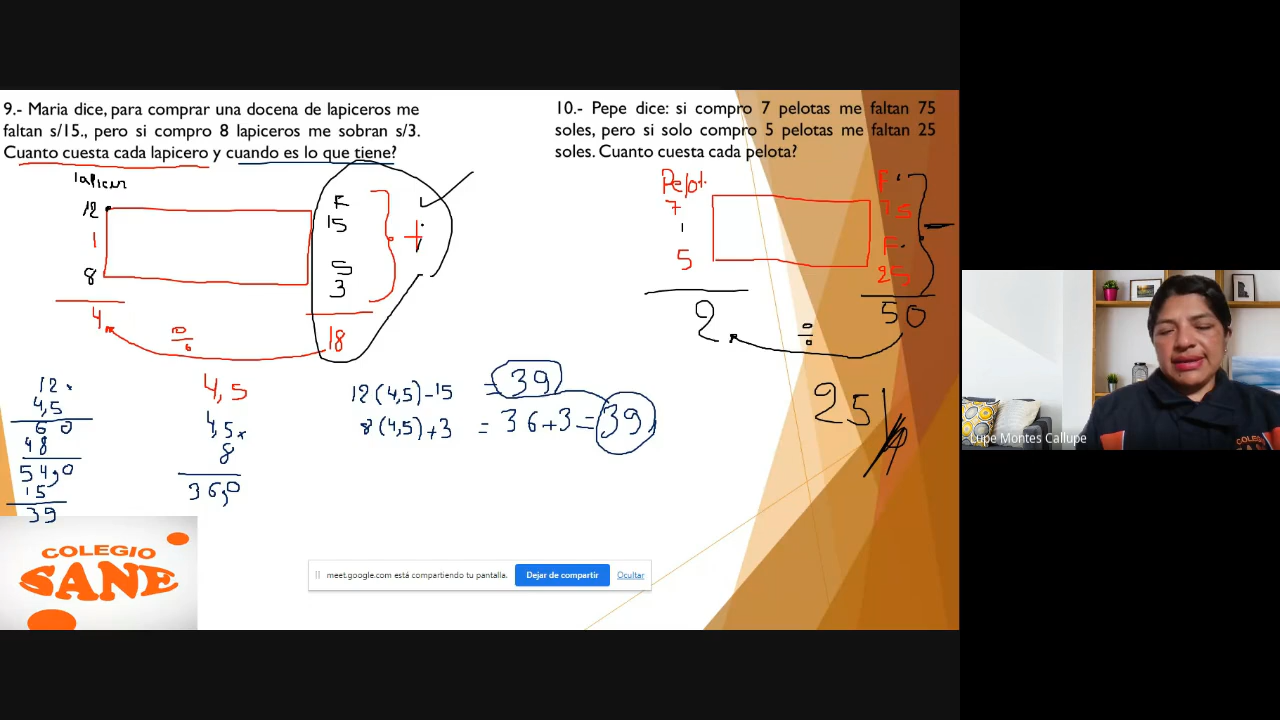 9.- Maria dice, para comprar una docena de lapiceros me
faltan s/15., pero si compro 8 lapiceros me sobran s/3.
Cuanto cuesta cada lapicero y cuando es lo que tiene?
12
F
15
1
+
8
S
3
4
÷
18
4,5
12 x
4,5
6 0
48
54,0
15
39
4,5x
8
36,0
12(4,5)-15 = 39
8(4,5)+3 = 36+3=39
10.- Pepe dice: si compro 7 pelotas me faltan 75
soles, pero si solo compro 5 pelotas me faltan 25
soles. Cuanto cuesta cada pelota?
Pelot.
F.
7
75
1
-
5
F.
25
2
÷
50
25
COLEGIO
SANE
meet.google.com está compartiendo tu pantalla.
Dejar de compartir
Ocultar
Lupe Montes Callupe